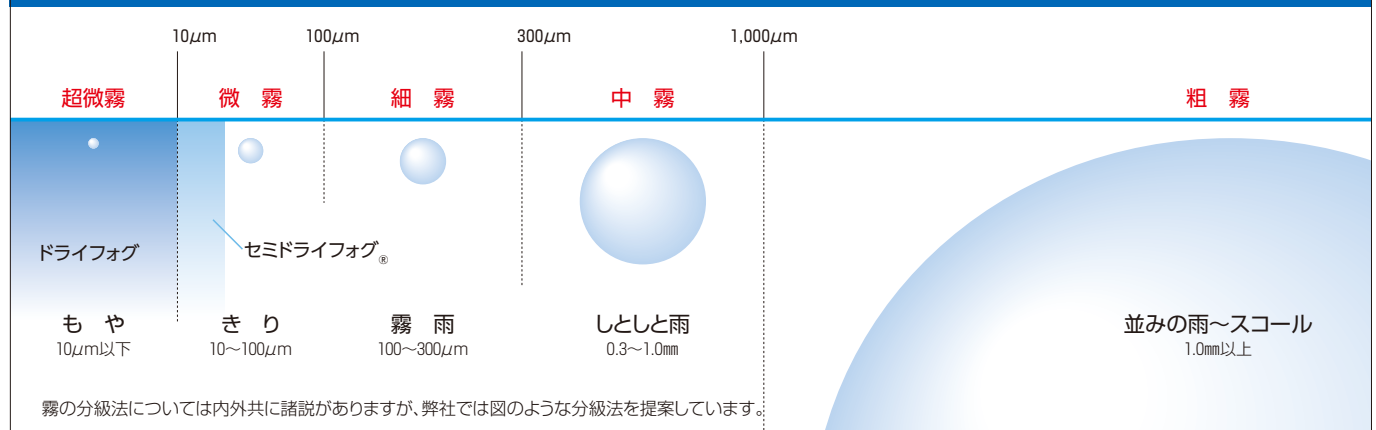 10μm 100μm 300μm 1,000μm
超微霧 微 霧 細 霧 中 霧 粗 霧
ドライフォグ セミドライフォグ®
も や き り 霧 雨 しとしと雨 並みの雨〜スコール
10μm以下 10〜100μm 100〜300μm 0.3〜1.0㎜ 1.0㎜以上
霧の分級法については内外共に諸説がありますが、弊社では図のような分級法を提案しています。